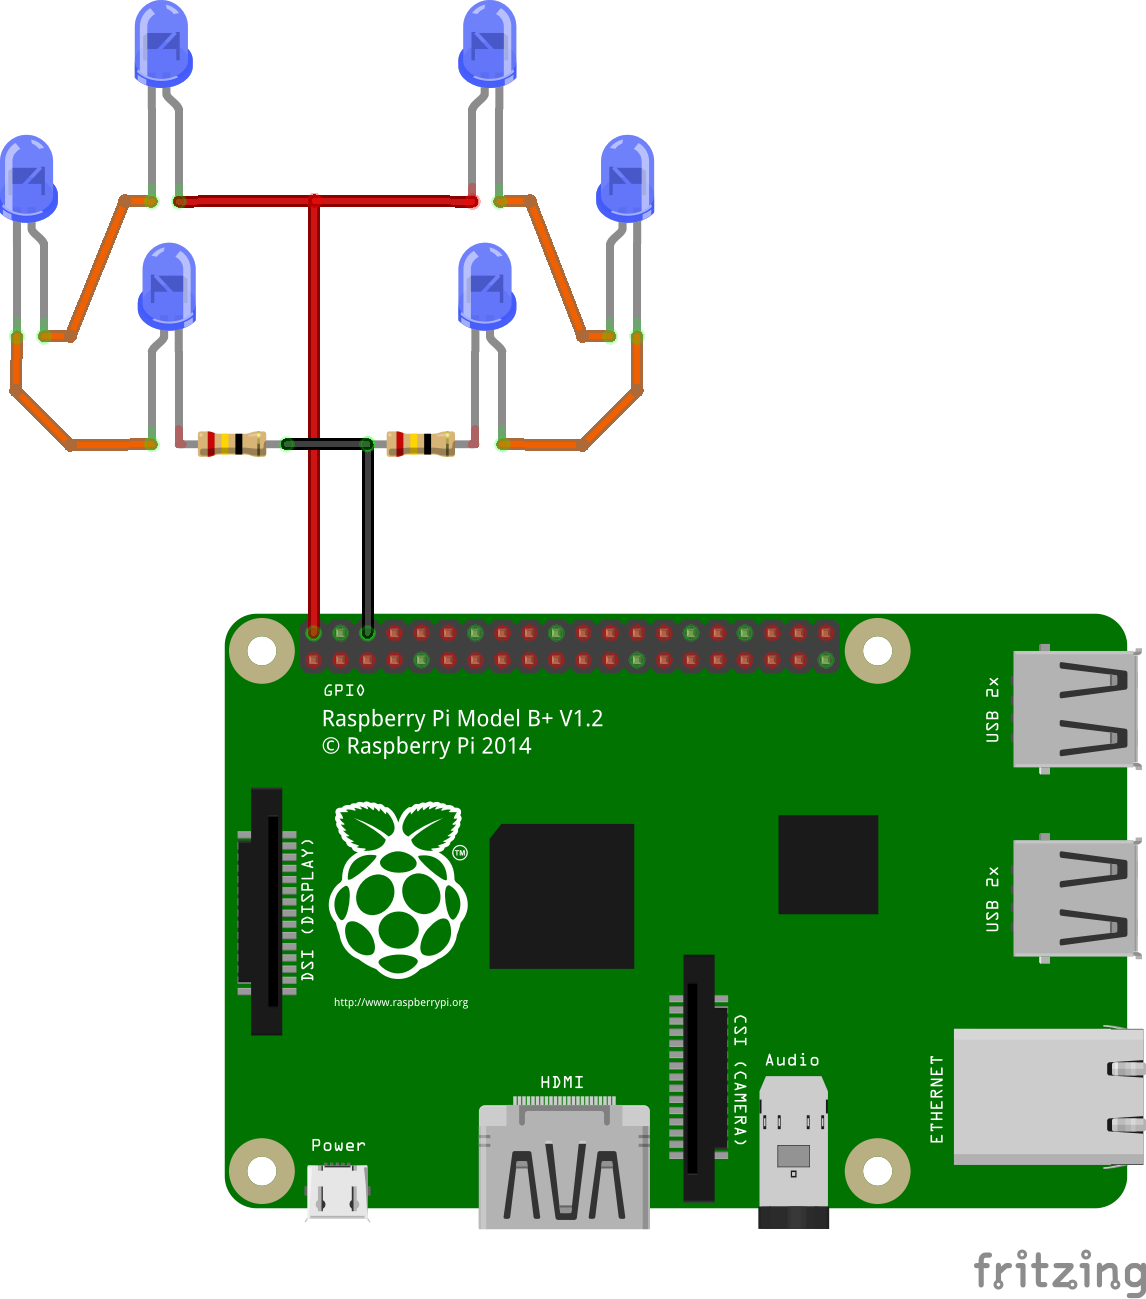 GPIO
Raspberry Pi Model B+ V1.2
© Raspberry Pi 2014
USB 2x
USB 2x
DSI (DISPLAY)
TM
http://www.raspberrypi.org
CSI (CAMERA)
Audio
ETHERNET
HDMI
Power
fritzing